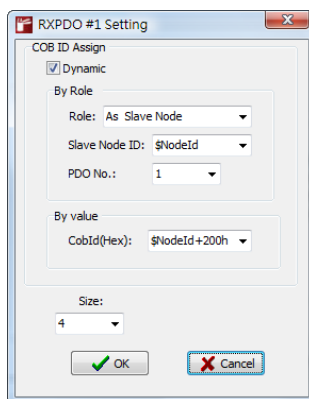 RXPDO #1 Setting
COB ID Assign
Dynamic
By Role
Role: As Slave Node
Slave Node ID: $NodeId
PDO No.: 1
By value
CobId(Hex): $NodeId+200h
Size:
4
OK Cancel